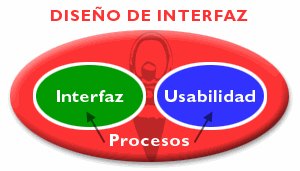 DISEÑO DE INTERFAZ
Interfaz Usabilidad
Procesos